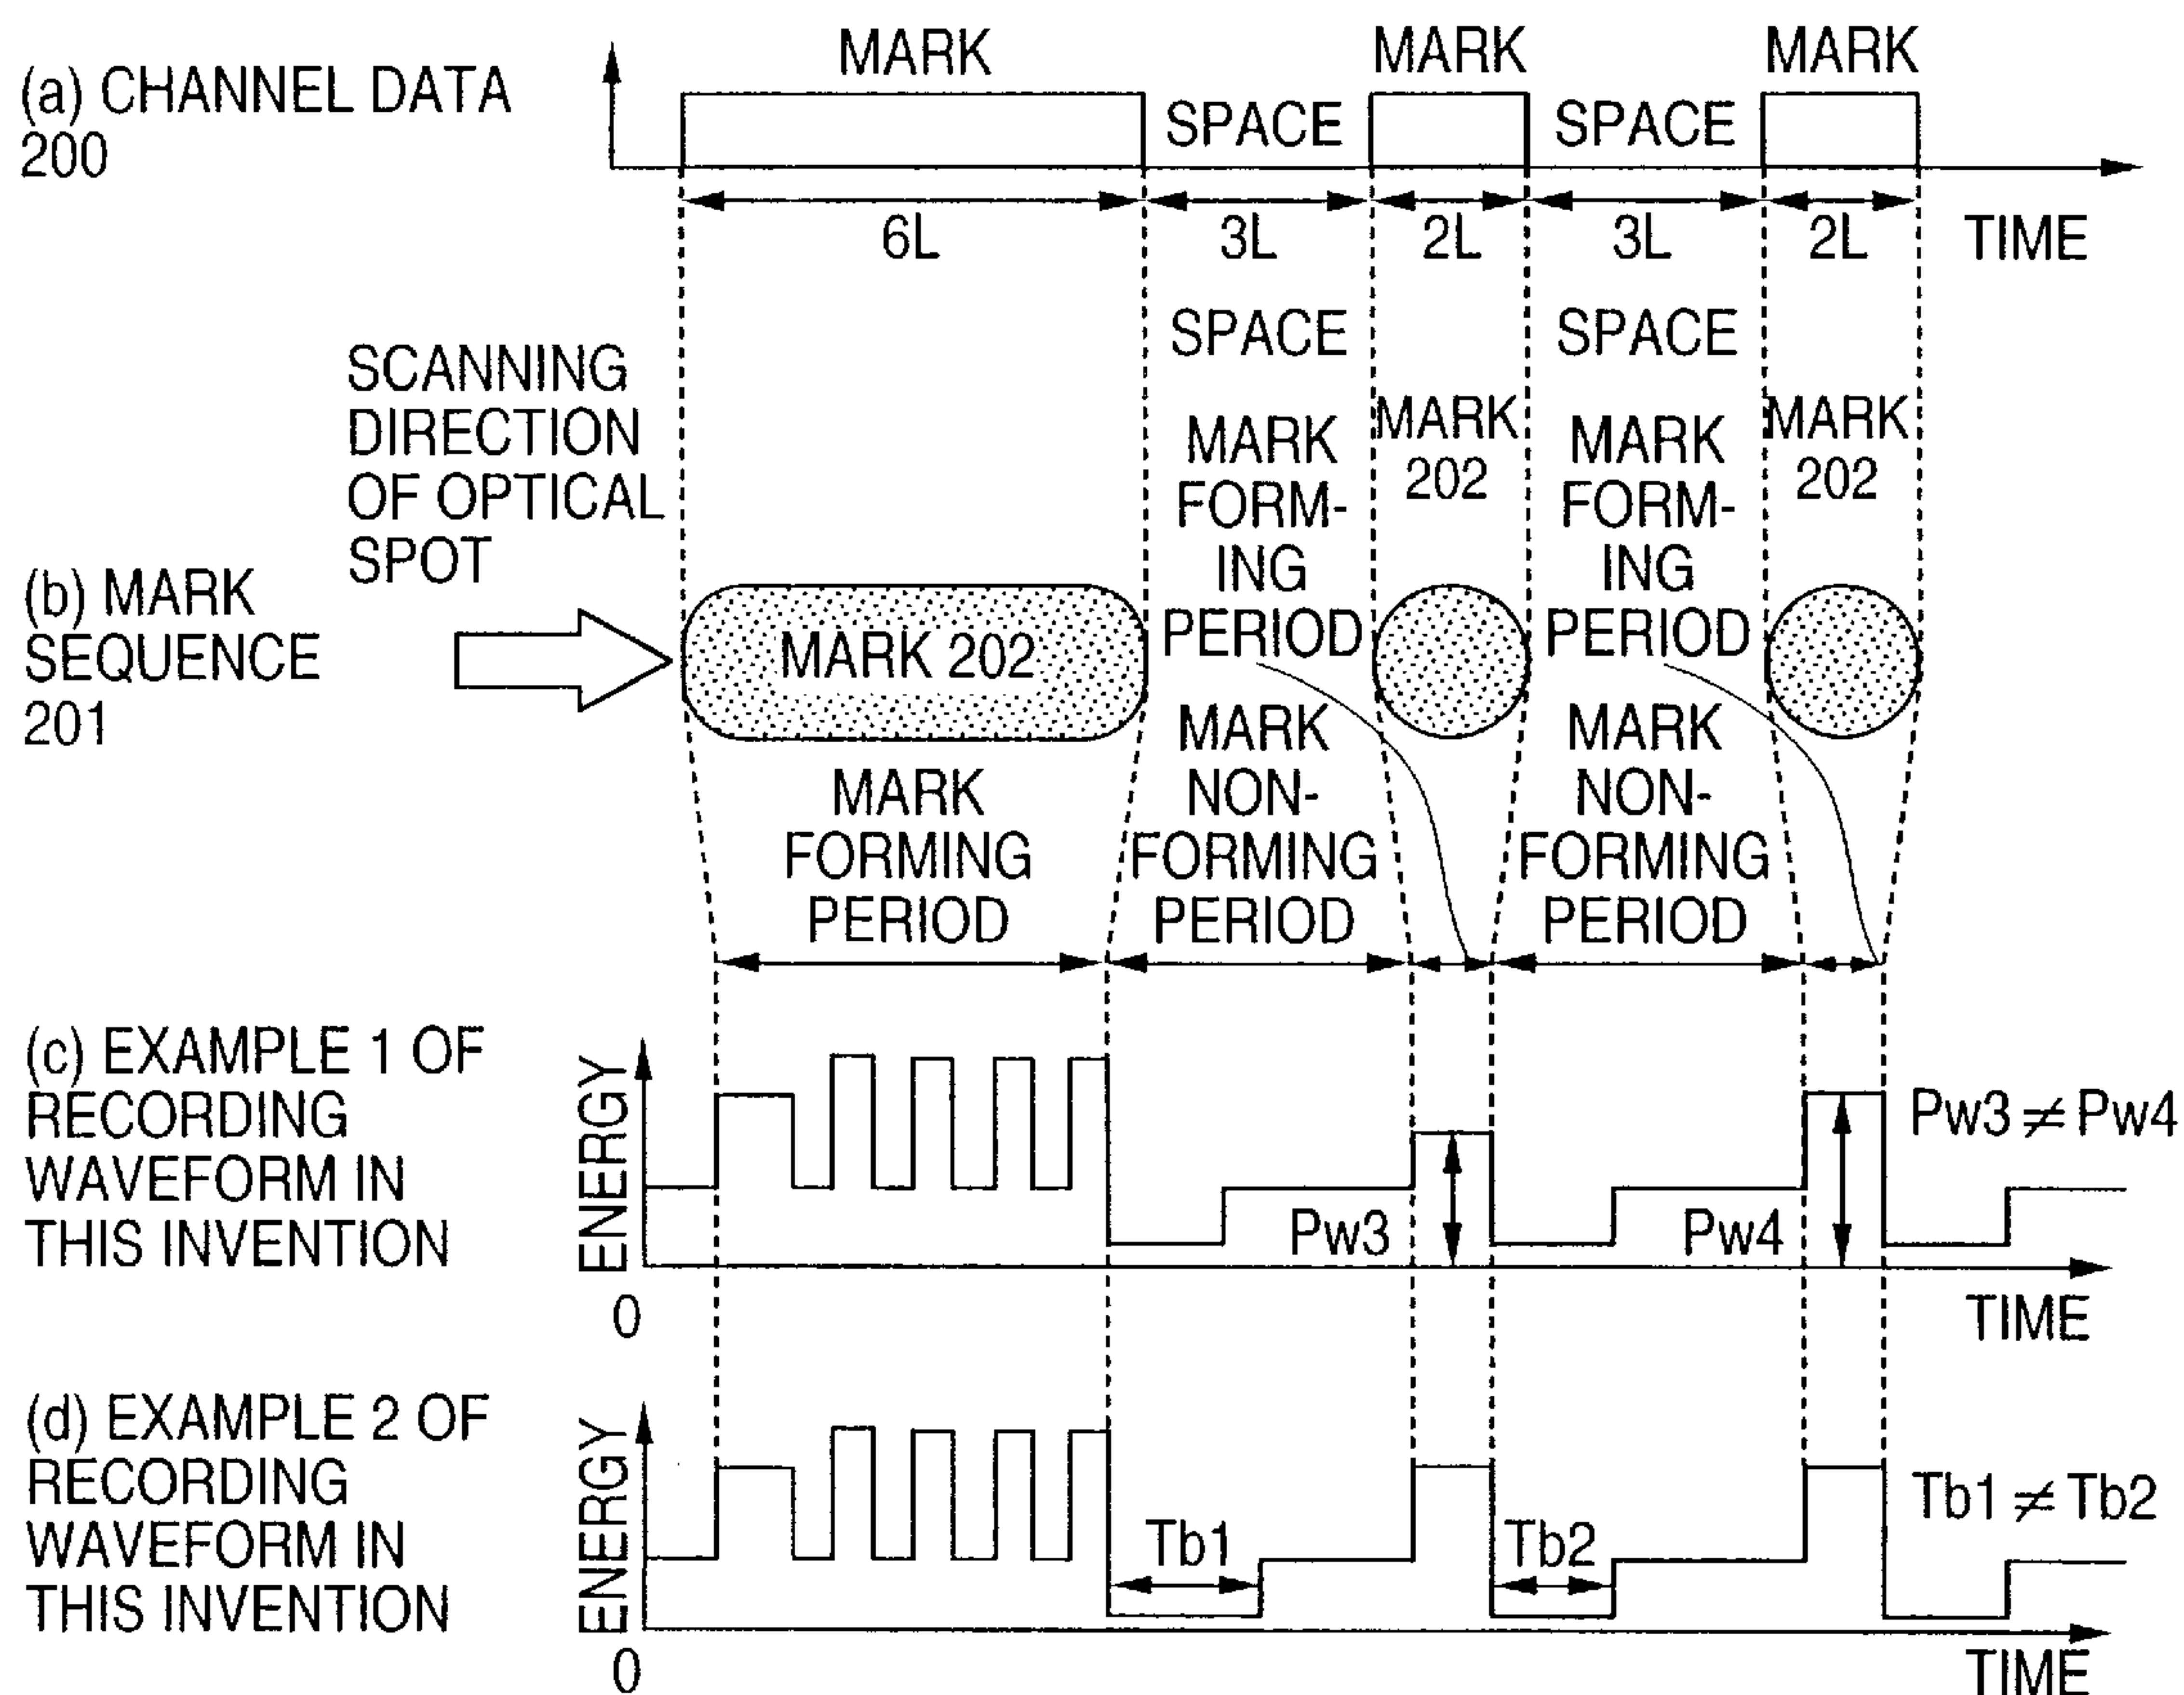 (a) CHANNEL DATA
200
MARK
MARK
MARK
SPACE
SPACE
6L
3L
2L
3L
2L
TIME
SCANNING
DIRECTION
OF OPTICAL
SPOT
(b) MARK
SEQUENCE
201
MARK 202
SPACE
MARK
FORM-
ING
PERIOD
MARK
202
SPACE
MARK
FORM-
ING
PERIOD
MARK
202
MARK
FORMING
PERIOD
MARK
NON-
FORMING
PERIOD
MARK
NON-
FORMING
PERIOD
(c) EXAMPLE 1 OF
RECORDING
WAVEFORM IN
THIS INVENTION
ENERGY
0
Pw3
Pw4
Pw3 ≠ Pw4
TIME
(d) EXAMPLE 2 OF
RECORDING
WAVEFORM IN
THIS INVENTION
ENERGY
0
Tb1
Tb2
Tb1 ≠ Tb2
TIME